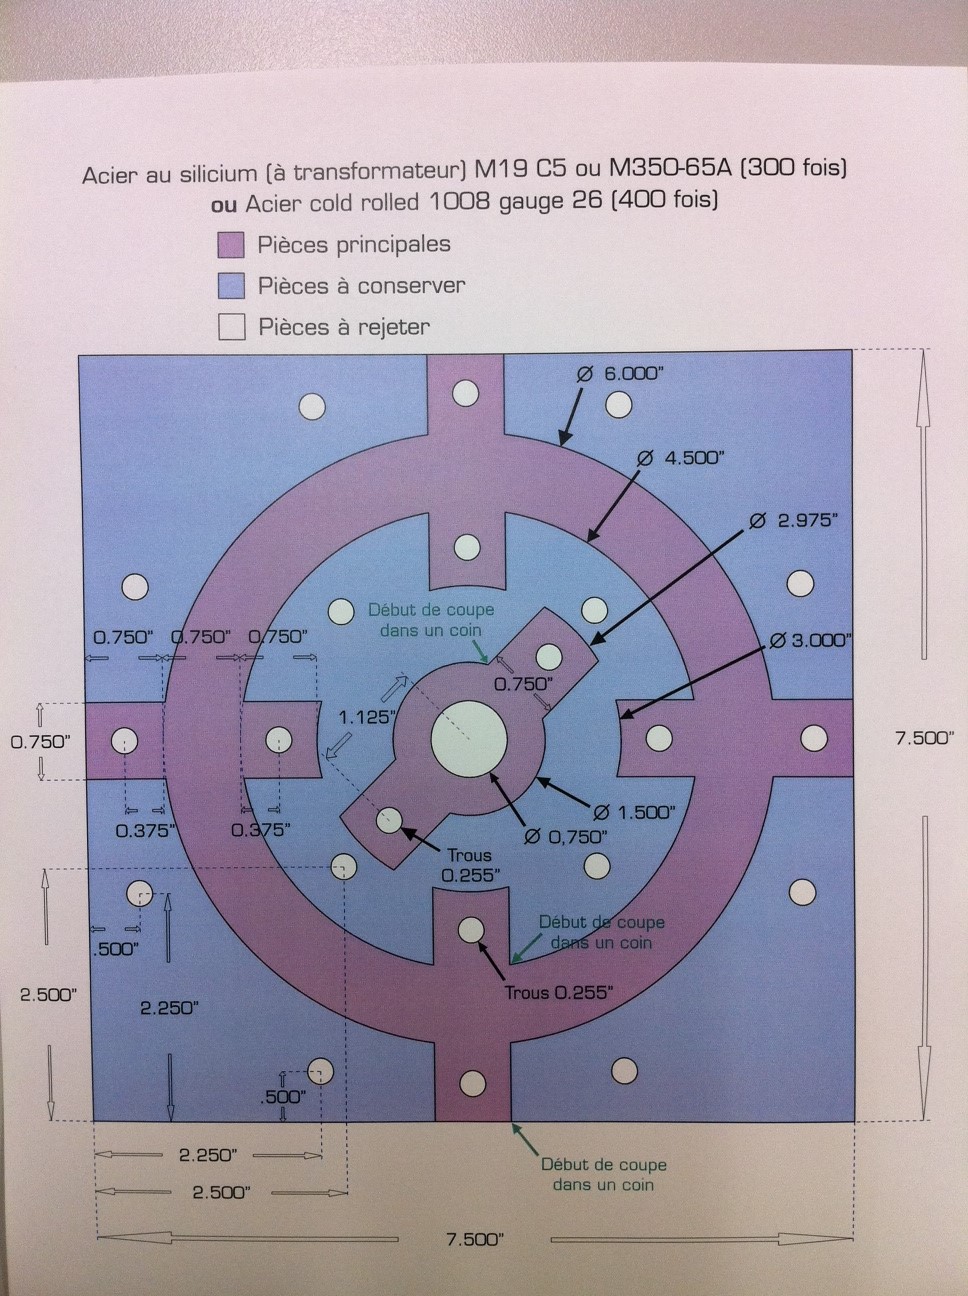 Acier au silicium (à transformateur) M19 C5 ou M350-65A (300 fois)
ou Acier cold rolled 1008 gauge 26 (400 fois)
Pièces principales
Pièces à conserver
Pièces à rejeter
Ø 6.000"
Ø 4.500"
Ø 2.975"
Début de coupe
dans un coin
0.750" 0.750" 0.750"
Ø 3.000"
0.750"
1.125"
0.750"
7.500"
0.375" 0.375"
Ø 1.500"
Ø 0,750"
Trous
0.255"
Début de coupe
dans un coin
.500"
2.500"
Trous 0.255"
2.250"
.500"
2.250"
Début de coupe
dans un coin
2.500"
7.500"